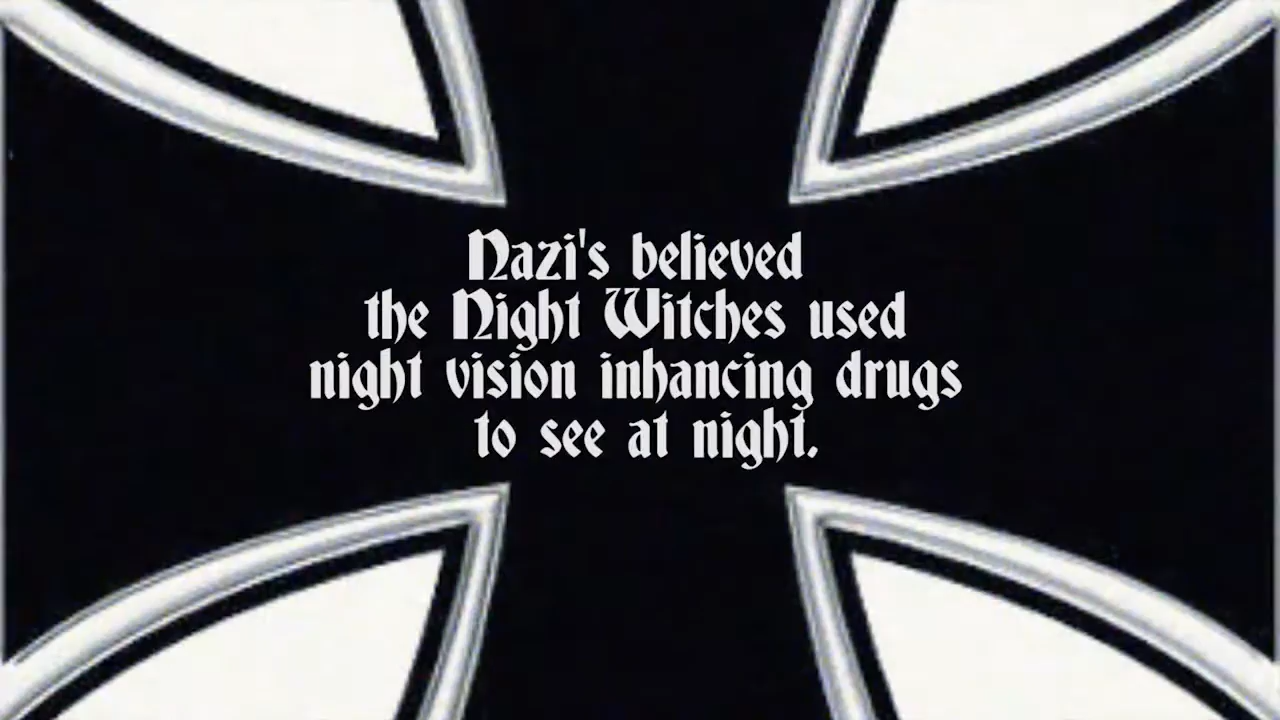 Nazi's believed
the Night Witches used
night vision inhancing drugs
to see at night.